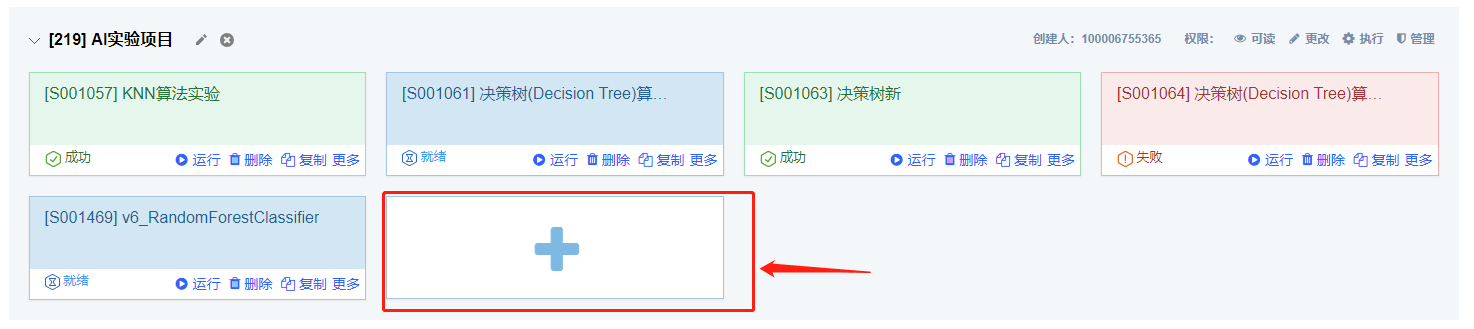 [219] AI实验项目
创建人：100006755365 权限： 可读 更改 执行 管理
[S001057] KNN算法实验
成功 运行 删除 复制 更多
[S001061] 决策树(Decision Tree)算...
就绪 运行 删除 复制 更多
[S001063] 决策树新
成功 运行 删除 复制 更多
[S001064] 决策树(Decision Tree)算...
失败 运行 删除 复制 更多
[S001469] v6_RandomForestClassifier
就绪 运行 删除 复制 更多